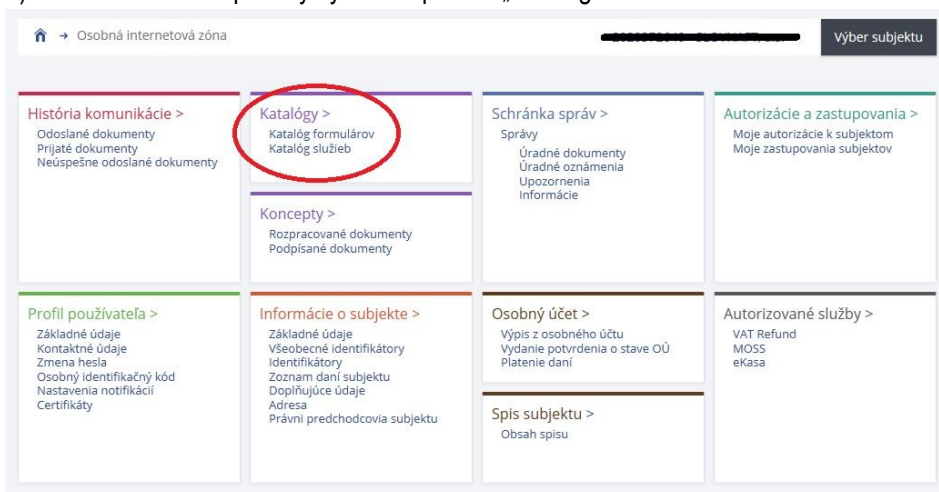 Osobná internetová zóna
Výber subjektu
História komunikácie >
Odoslané dokumenty
Prijaté dokumenty
Neúspešne odoslané dokumenty
Katalógy >
Katalóg formulárov
Katalóg služieb
Koncepty >
Rozpracované dokumenty
Podpísané dokumenty
Schránka správ >
Správy
Úradné dokumenty
Úradné oznámenia
Upozornenia
Informácie
Autorizácie a zastupovania >
Moje autorizácie k subjektom
Moje zastupovania subjektov
Profil používateľa >
Základné údaje
Kontaktné údaje
Zmena hesla
Osobný identifikačný kód
Nastavenia notifikácií
Certifikáty
Informácie o subjekte >
Základné údaje
Všeobecné identifikátory
Identifikátory
Zoznam daní subjektu
Doplňujúce údaje
Adresa
Právni predchodcovia subjektu
Osobný účet >
Výpis z osobného účtu
Vydanie potvrdenia o stave OÚ
Platenie daní
Spis subjektu >
Obsah spisu
Autorizované služby >
VAT Refund
MOSS
eKasa